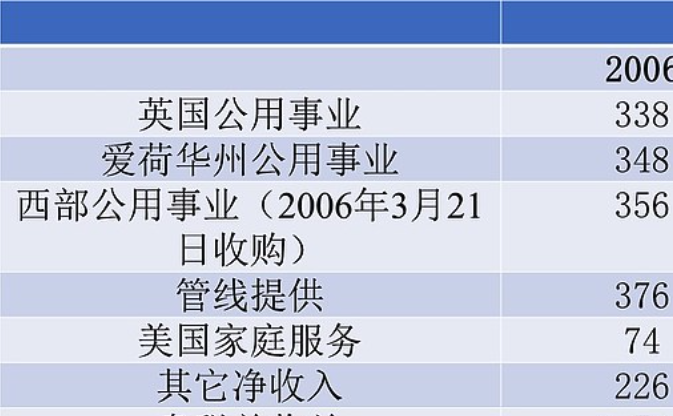 2006
英国公用事业 338
爱荷华州公用事业 348
西部公用事业（2006年3月21 356
日收购）
管线提供 376
美国家庭服务 74
其它净收入 226